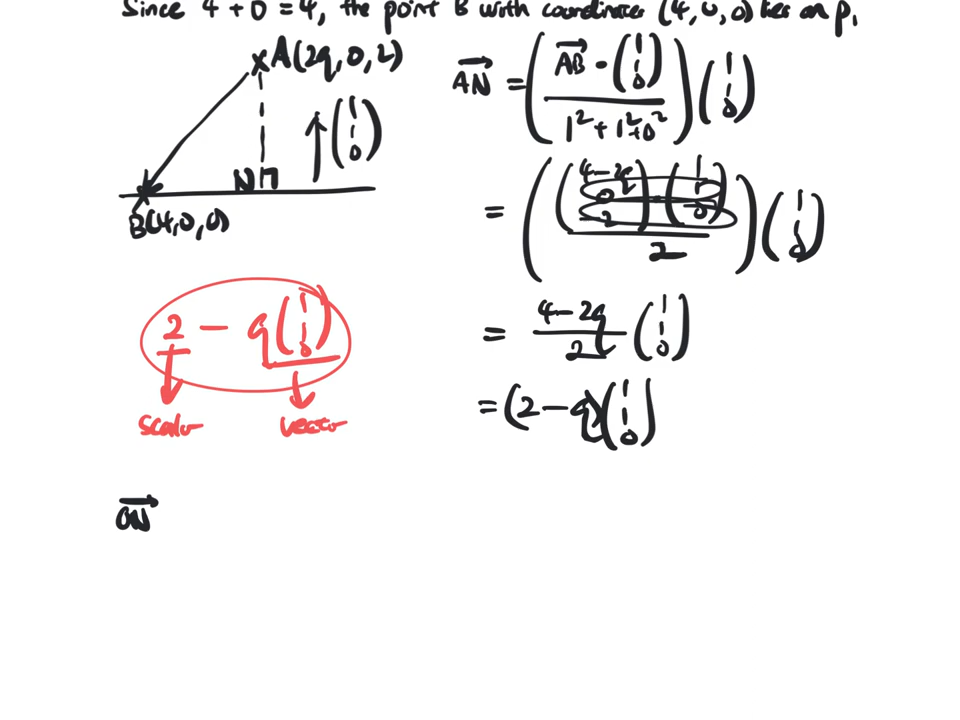 Since 4 + 0 = 4, the point B with coordinates (4, 0, 0) lies on p₁
A(2q, 0, 2)
(1 1 0)
N
B(4, 0, 0)
AN→ = ( AB→ · (1 1 0) / 1² + 1² + 0² ) (1 1 0)
= ( (4-2q 0 -2) · (1 1 0) / 2 ) (1 1 0)
= 4-2q / 2 (1 1 0)
= (2 - q) (1 1 0)
2 - q (1 1 0)
scalar vector
ON→